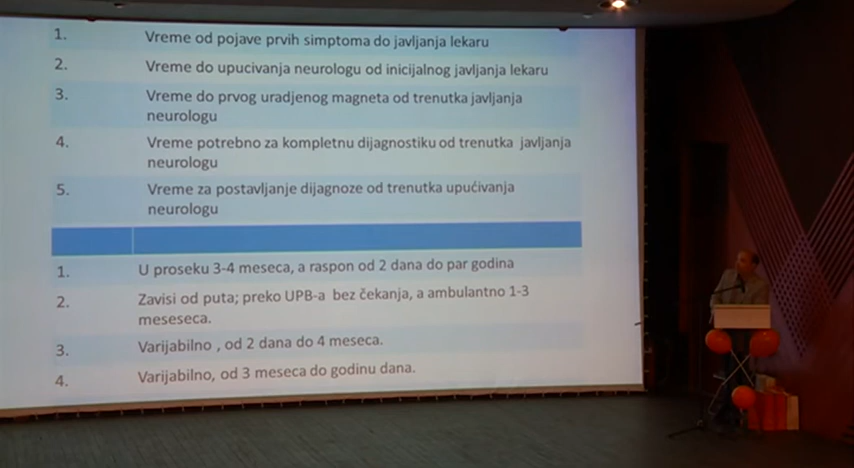 1. Vreme od pojave prvih simptoma do javljanja lekaru
2. Vreme do upucivanja neurologu od inicijalnog javljanja lekaru
3. Vreme do prvog uradjenog magneta od trenutka javljanja
neurologu
4. Vreme potrebno za kompletnu dijagnostiku od trenutka javljanja
neurologu
5. Vreme za postavljanje dijagnoze od trenutka upućivanja
neurologu
1. U proseku 3-4 meseca, a raspon od 2 dana do par godina
2. Zavisi od puta; preko UPB-a bez čekanja, a ambulantno 1-3
meseseca.
3. Varijabilno , od 2 dana do 4 meseca.
4. Varijabilno, od 3 meseca do godinu dana.